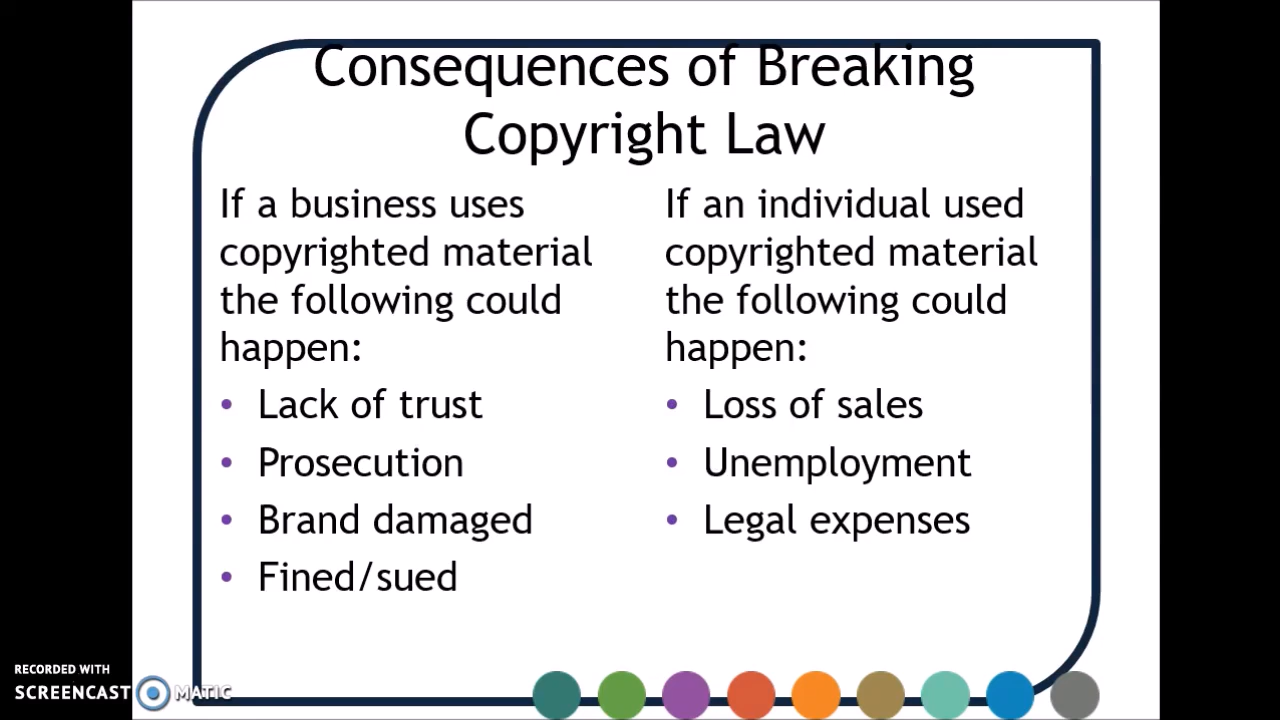 Consequences of Breaking
Copyright Law
If a business uses
copyrighted material
the following could
happen:
• Lack of trust
• Prosecution
• Brand damaged
• Fined/sued
If an individual used
copyrighted material
the following could
happen:
• Loss of sales
• Unemployment
• Legal expenses
RECORDED WITH
SCREENCAST MATIC